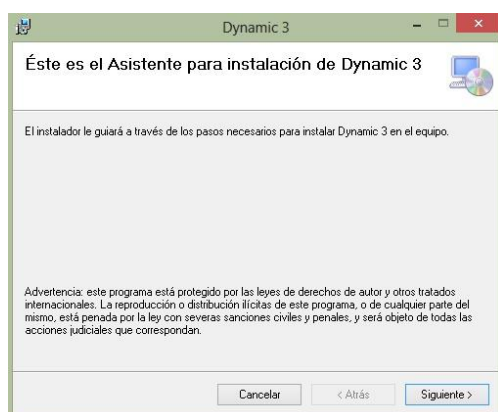 Dynamic 3
Éste es el Asistente para instalación de Dynamic 3
El instalador le guiará a través de los pasos necesarios para instalar Dynamic 3 en el equipo.
Advertencia: este programa está protegido por las leyes de derechos de autor y otros tratados
internacionales. La reproducción o distribución ilícitas de este programa, o de cualquier parte del
mismo, está penada por la ley con severas sanciones civiles y penales, y será objeto de todas las
acciones judiciales que correspondan.
Cancelar < Atrás Siguiente >